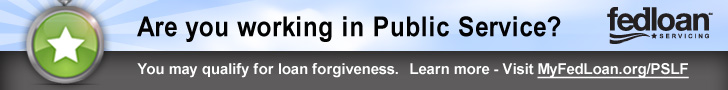 Are you working in Public Service?
fedloan™
SERVICING
You may qualify for loan forgiveness. Learn more - Visit MyFedLoan.org/PSLF